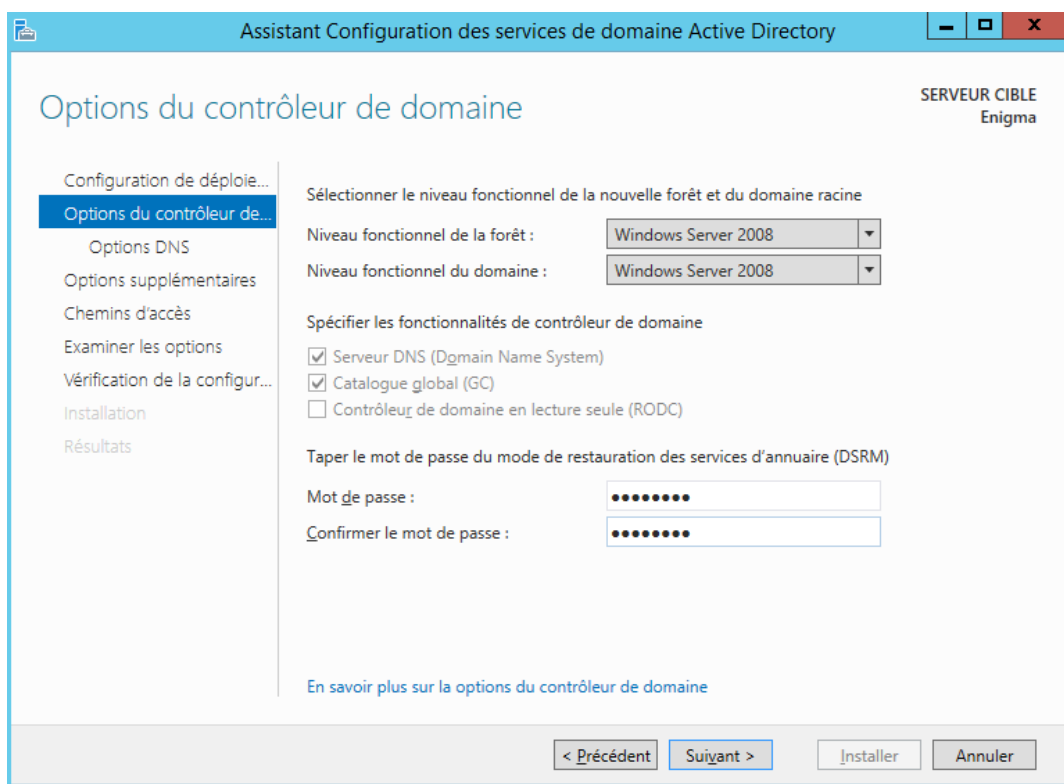 Assistant Configuration des services de domaine Active Directory
Options du contrôleur de domaine
SERVEUR CIBLE
Enigma
Configuration de déploie...
Options du contrôleur de...
Options DNS
Options supplémentaires
Chemins d'accès
Examiner les options
Vérification de la configur...
Installation
Résultats
Sélectionner le niveau fonctionnel de la nouvelle forêt et du domaine racine
Niveau fonctionnel de la forêt : Windows Server 2008
Niveau fonctionnel du domaine : Windows Server 2008
Spécifier les fonctionnalités de contrôleur de domaine
Serveur DNS (Domain Name System)
Catalogue global (GC)
Contrôleur de domaine en lecture seule (RODC)
Taper le mot de passe du mode de restauration des services d'annuaire (DSRM)
Mot de passe : ●●●●●●●●
Confirmer le mot de passe : ●●●●●●●●
En savoir plus sur la options du contrôleur de domaine
< Précédent Suivant > Installer Annuler